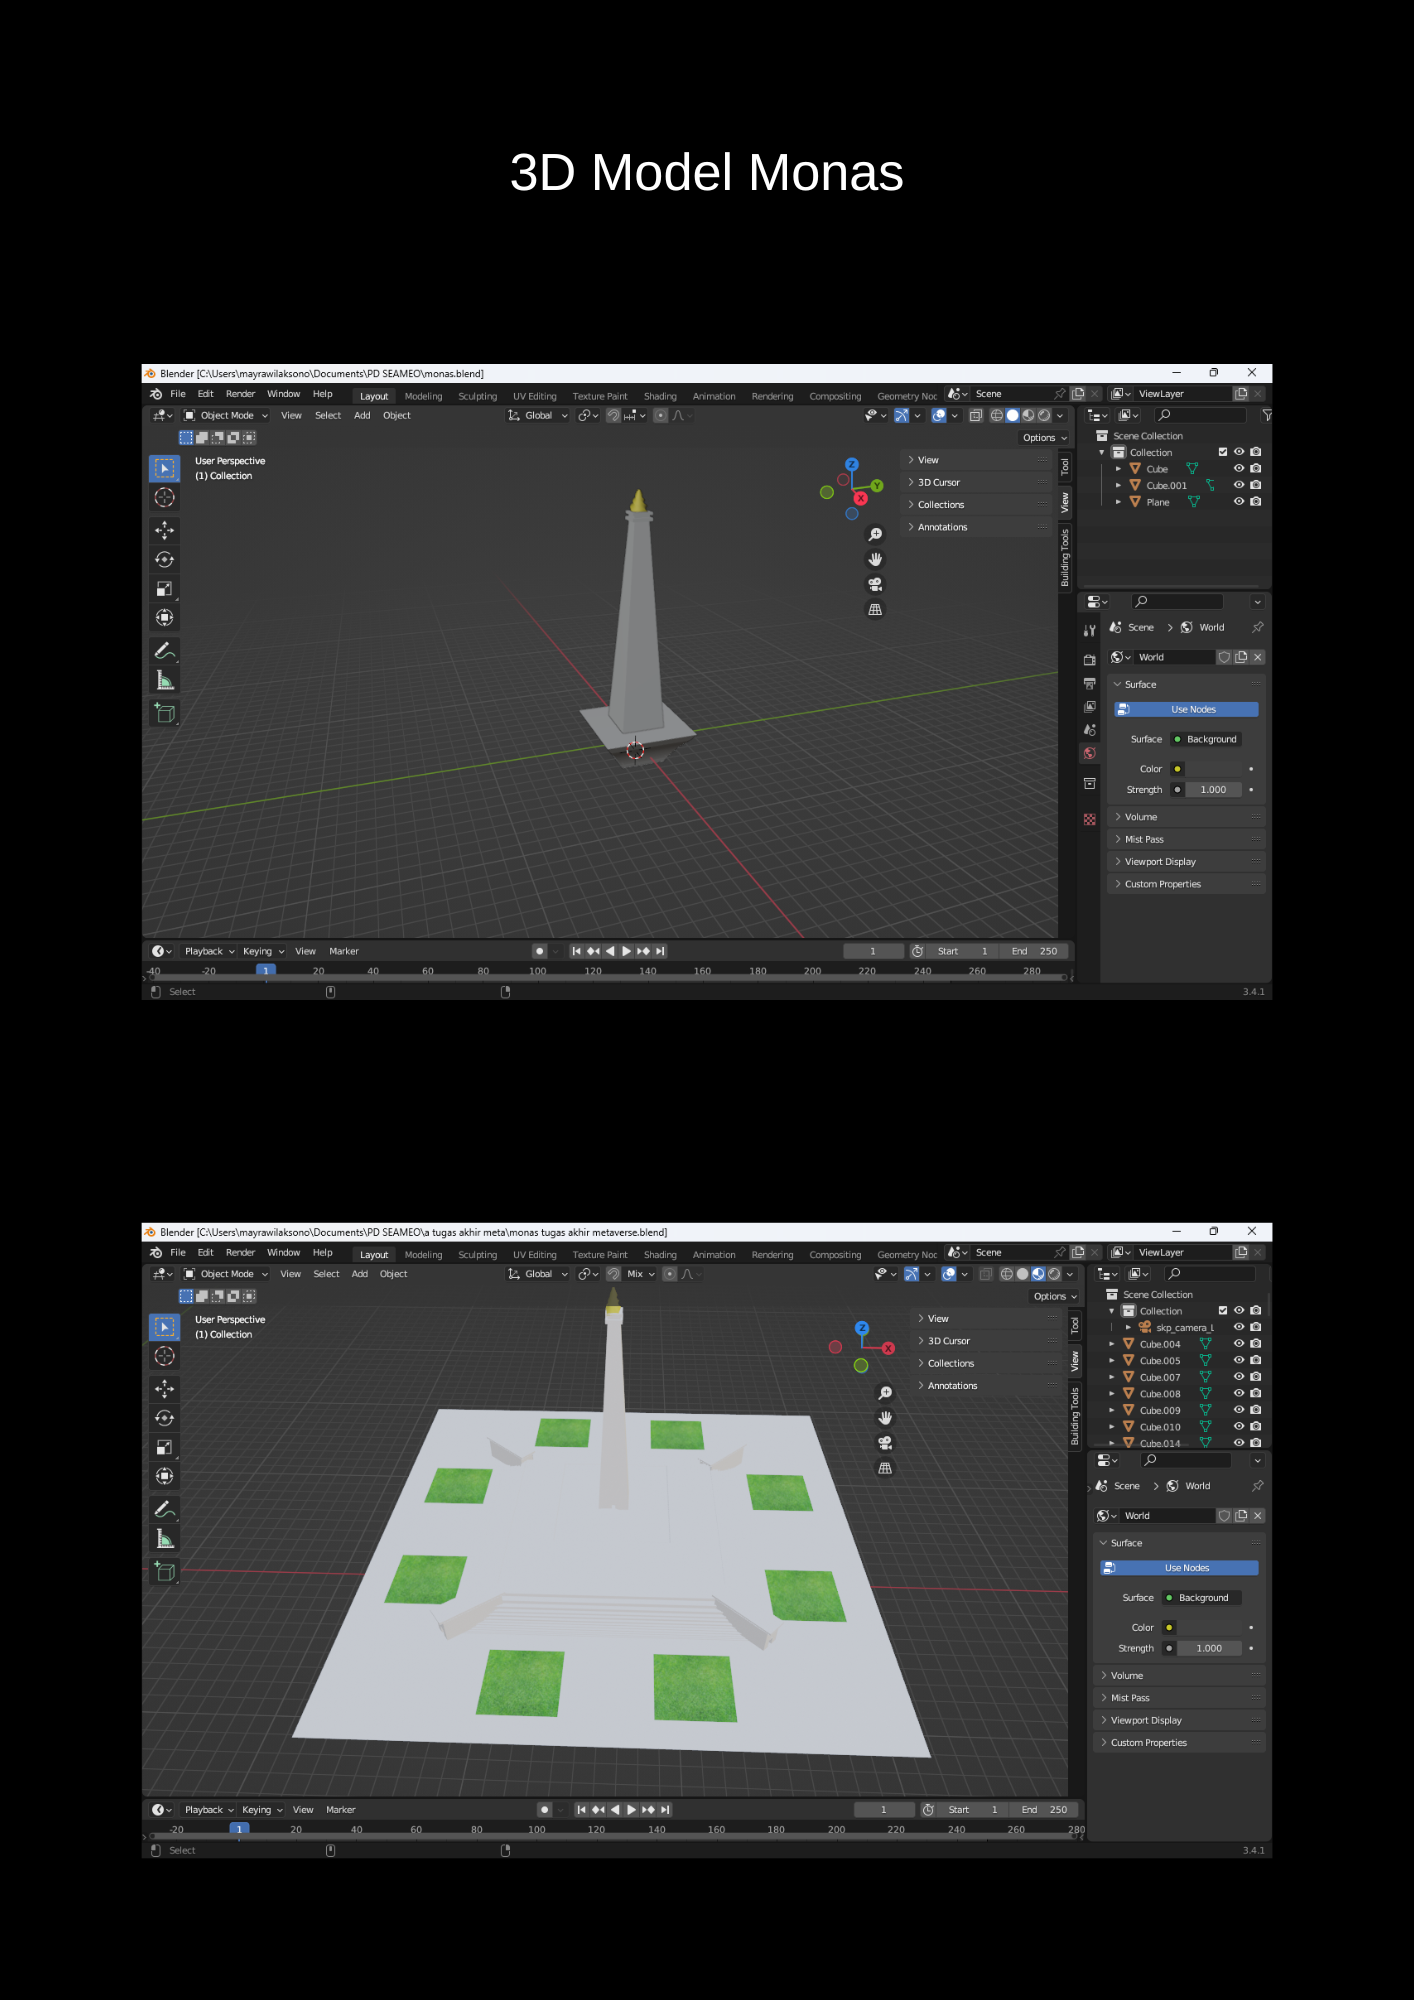 3D Model Monas
Blender [C:\Users\mayrawilaksono\Documents\PD SEAMEO\monas.blend]
File Edit Render Window Help Layout Modeling Sculpting UV Editing Texture Paint Shading Animation Rendering Compositing Geometry Noc Scene ViewLayer
Object Mode View Select Add Object Global
Options
User Perspective
(1) Collection
View
3D Cursor
Collections
Annotations
Tool
View
Building Tools
Z
Y
X
Scene Collection
Collection
Cube
Cube.001
Plane
Scene > World
World
Surface
Use Nodes
Surface Background
Color
Strength 1.000
Volume
Mist Pass
Viewport Display
Custom Properties
Playback Keying View Marker 1 Start 1 End 250
-40 -20 1 20 40 60 80 100 120 140 160 180 200 220 240 260 280
Select 3.4.1
Blender [C:\Users\mayrawilaksono\Documents\PD SEAMEO\a tugas akhir meta\monas tugas akhir metaverse.blend]
File Edit Render Window Help Layout Modeling Sculpting UV Editing Texture Paint Shading Animation Rendering Compositing Geometry Noc Scene ViewLayer
Object Mode View Select Add Object Global Mix
Options
User Perspective
(1) Collection
View
3D Cursor
Collections
Annotations
Tool
View
Building Tools
Z
X
Scene Collection
Collection
skp_camera_L
Cube.004
Cube.005
Cube.007
Cube.008
Cube.009
Cube.010
Cube.014
Scene > World
World
Surface
Use Nodes
Surface Background
Color
Strength 1.000
Volume
Mist Pass
Viewport Display
Custom Properties
Playback Keying View Marker 1 Start 1 End 250
-20 1 20 40 60 80 100 120 140 160 180 200 220 240 260 280
Select 3.4.1